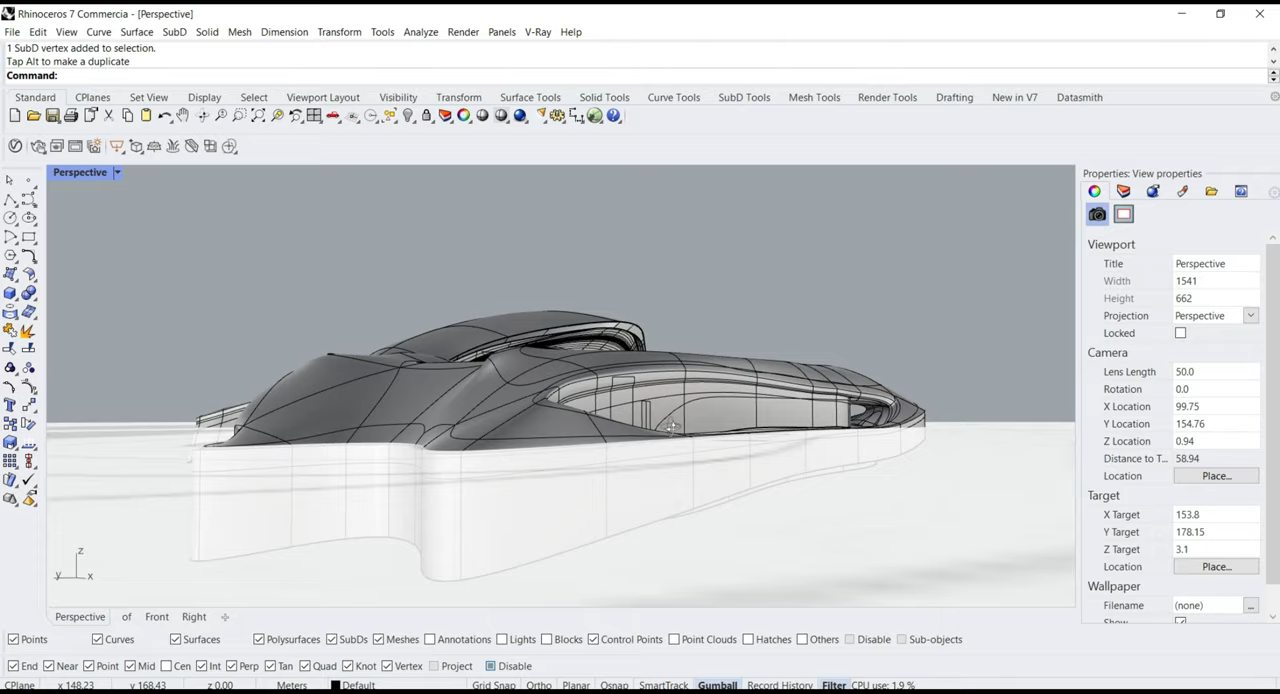 Rhinoceros 7 Commercia - [Perspective]
File Edit View Curve Surface SubD Solid Mesh Dimension Transform Tools Analyze Render Panels V-Ray Help
1 SubD vertex added to selection.
Tap Alt to make a duplicate
Command:
Standard CPlanes Set View Display Select Viewport Layout Visibility Transform Surface Tools Solid Tools Curve Tools SubD Tools Mesh Tools Render Tools Drafting New in V7 Datasmith
Perspective
z
y x
Perspective of Front Right
Properties: View properties
Viewport
Title Perspective
Width 1541
Height 662
Projection Perspective
Locked
Camera
Lens Length 50.0
Rotation 0.0
X Location 99.75
Y Location 154.76
Z Location 0.94
Distance to T... 58.94
Location Place...
Target
X Target 153.8
Y Target 178.15
Z Target 3.1
Location Place...
Wallpaper
Filename (none) ...
Show
Points Curves Surfaces Polysurfaces SubDs Meshes Annotations Lights Blocks Control Points Point Clouds Hatches Others Disable Sub-objects
End Near Point Mid Cen Int Perp Tan Quad Knot Vertex Project Disable
CPlane x 148.23 y 168.43 z 0.00 Meters Default Grid Snap Ortho Planar Osnap SmartTrack Gumball Record History Filter CPU use: 1.9 %